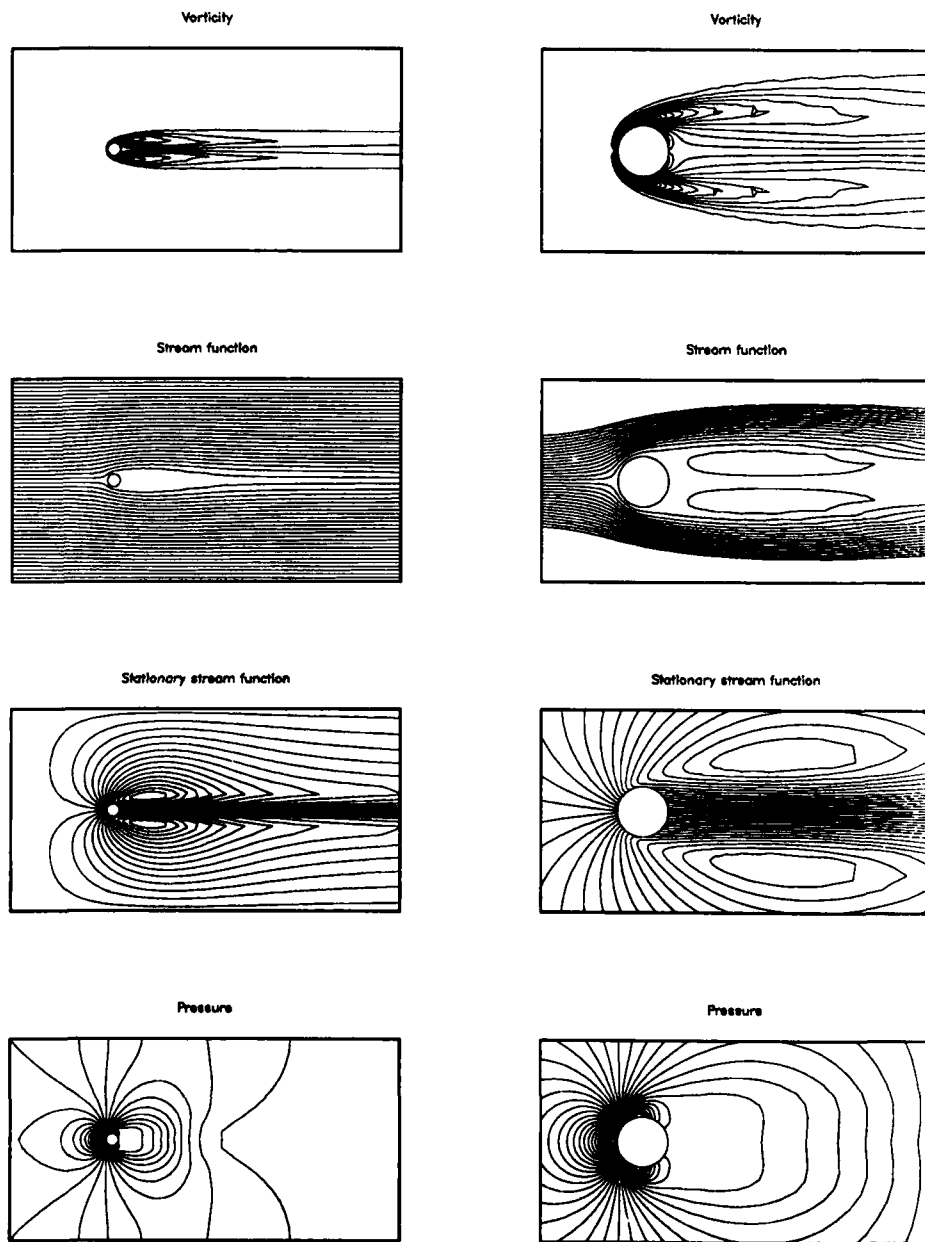 Vorticity
Vorticity
Stream function
Stream function
Stationary stream function
Stationary stream function
Pressure
Pressure